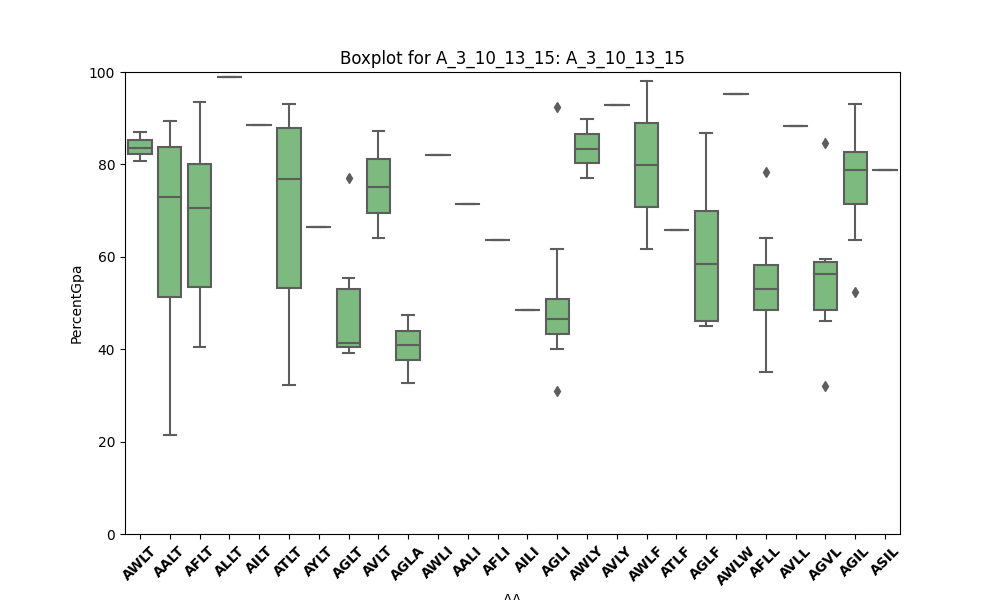 Boxplot for A_3_10_13_15: A_3_10_13_15
PercentGpa
100
80
60
40
20
0
AWLT AALT AFLT ALLT AILT ATLT AYLT AGLT AVLT AGLA AWLI AALI AFLI AILI AGLI AWLY AVLY AWLF ATLF AGLF AWLW AFLL AVLL AGVL AGIL ASIL
AA